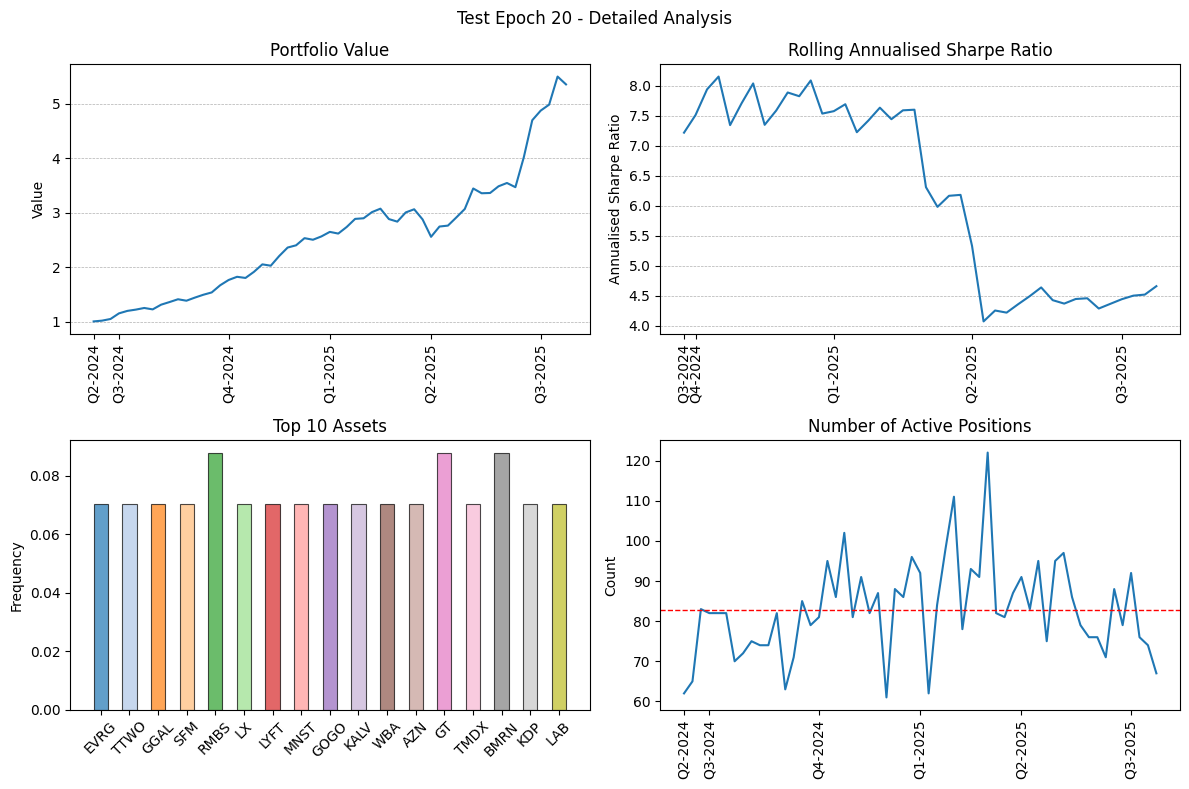 Test Epoch 20 - Detailed Analysis
Portfolio Value
Value
5
4
3
2
1
Q2-2024
Q3-2024
Q4-2024
Q1-2025
Q2-2025
Q3-2025
Rolling Annualised Sharpe Ratio
Annualised Sharpe Ratio
8.0
7.5
7.0
6.5
6.0
5.5
5.0
4.5
4.0
Q3-2024
Q4-2024
Q1-2025
Q2-2025
Q3-2025
Top 10 Assets
Frequency
0.08
0.06
0.04
0.02
0.00
EVRG
TTWO
GGAL
SFM
RMBS
LX
LYFT
MNST
GOGO
KALV
WBA
AZN
GT
TMDX
BMRN
KDP
LAB
Number of Active Positions
Count
120
110
100
90
80
70
60
Q2-2024
Q3-2024
Q4-2024
Q1-2025
Q2-2025
Q3-2025